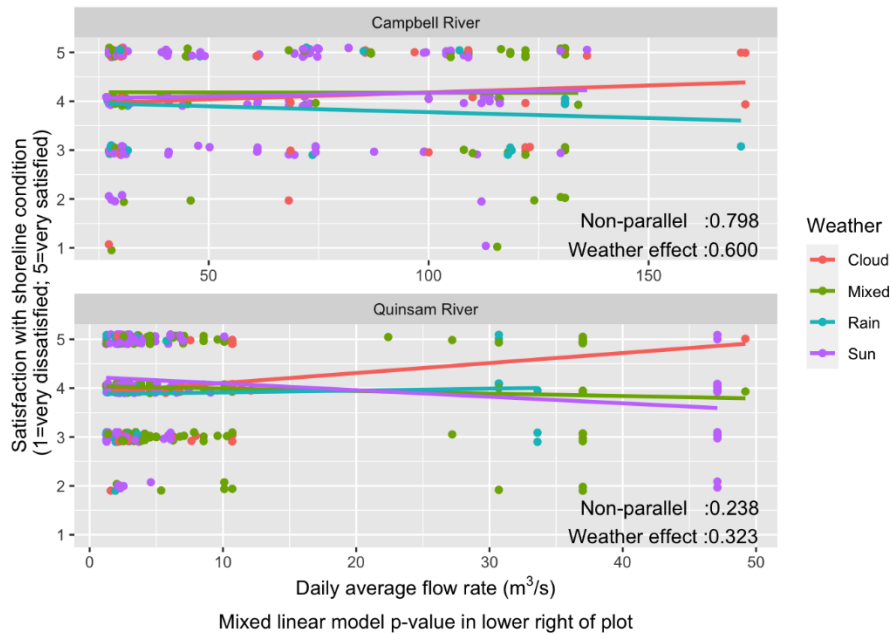 Campbell River
5
4
3
2
1
Non-parallel :0.798
Weather effect :0.600
50
100
150
Quinsam River
5
4
3
2
1
Non-parallel :0.238
Weather effect :0.323
0
10
20
30
40
50
Satisfaction with shoreline condition
(1=very dissatisfied; 5=very satisfied)
Daily average flow rate (m³/s)
Mixed linear model p-value in lower right of plot
Weather
Cloud
Mixed
Rain
Sun